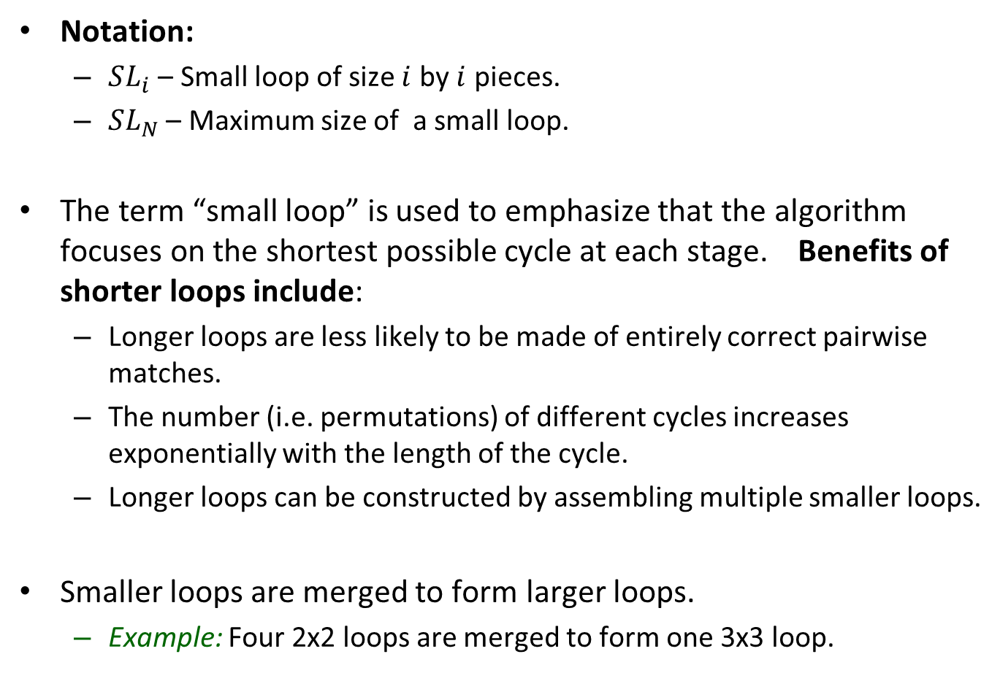 • Notation:
– 𝑆𝐿𝑖 – Small loop of size 𝑖 by 𝑖 pieces.
– 𝑆𝐿𝑁 – Maximum size of  a small loop.
• The term “small loop” is used to emphasize that the algorithm
focuses on the shortest possible cycle at each stage.   Benefits of
shorter loops include:
– Longer loops are less likely to be made of entirely correct pairwise
matches.
– The number (i.e. permutations) of different cycles increases
exponentially with the length of the cycle.
– Longer loops can be constructed by assembling multiple smaller loops.
• Smaller loops are merged to form larger loops.
– Example: Four 2x2 loops are merged to form one 3x3 loop.